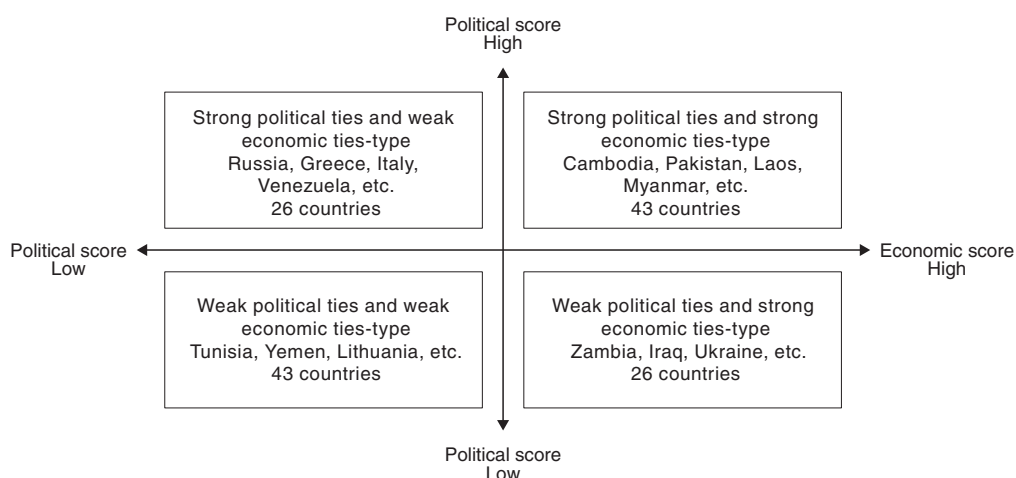 Political score
High
Strong political ties and weak
economic ties-type
Russia, Greece, Italy,
Venezuela, etc.
26 countries
Strong political ties and strong
economic ties-type
Cambodia, Pakistan, Laos,
Myanmar, etc.
43 countries
Political score
Low
Economic score
High
Weak political ties and weak
economic ties-type
Tunisia, Yemen, Lithuania, etc.
43 countries
Weak political ties and strong
economic ties-type
Zambia, Iraq, Ukraine, etc.
26 countries
Political score
Low